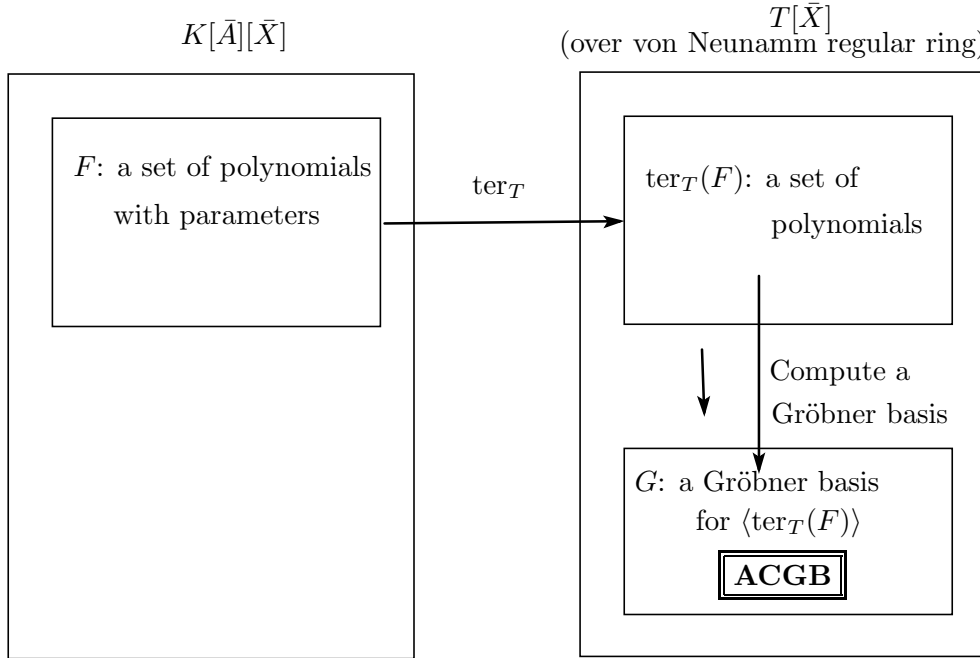 K[Ā][X̄]
T[X̄]
(over von Neunamm regular ring)
F: a set of polynomials
with parameters
ter_T
ter_T(F): a set of
polynomials
Compute a
Gröbner basis
G: a Gröbner basis
for ⟨ter_T(F)⟩
ACGB